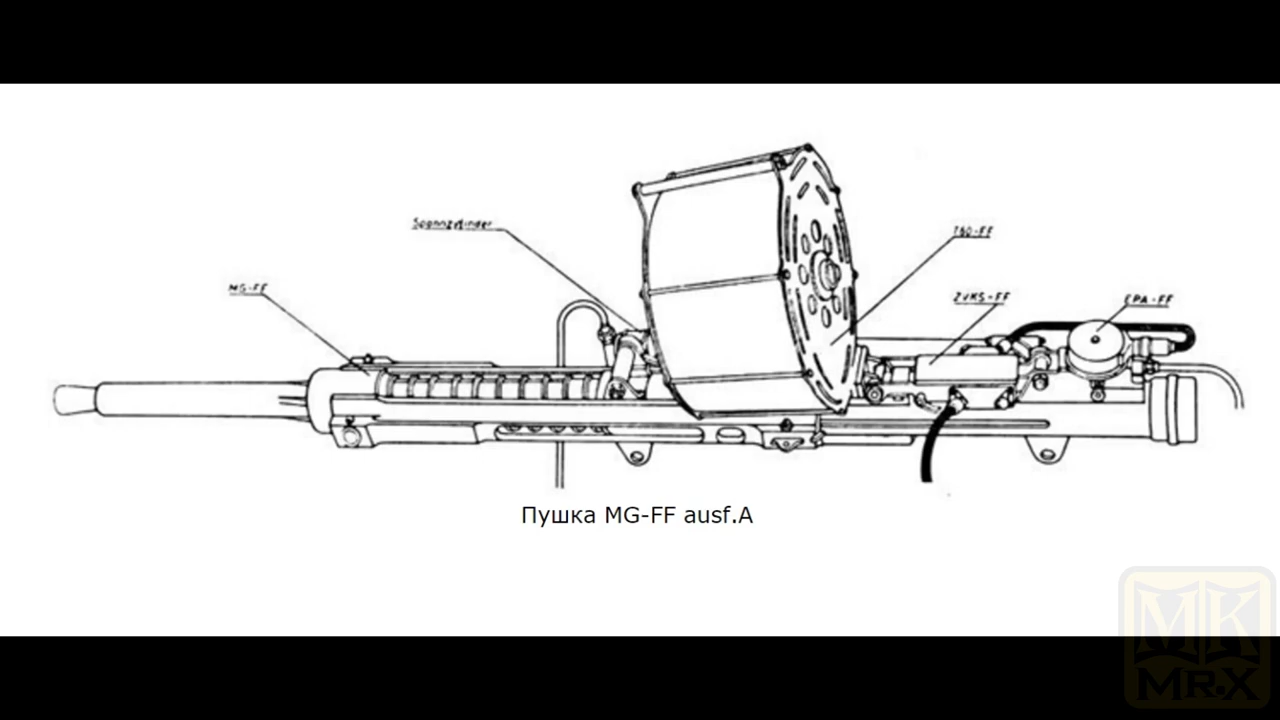 Spannzylinder
T60-FF
MG-FF
ZVKS-FF
EPA-FF
Пушка MG-FF ausf.A
MK
MR.X